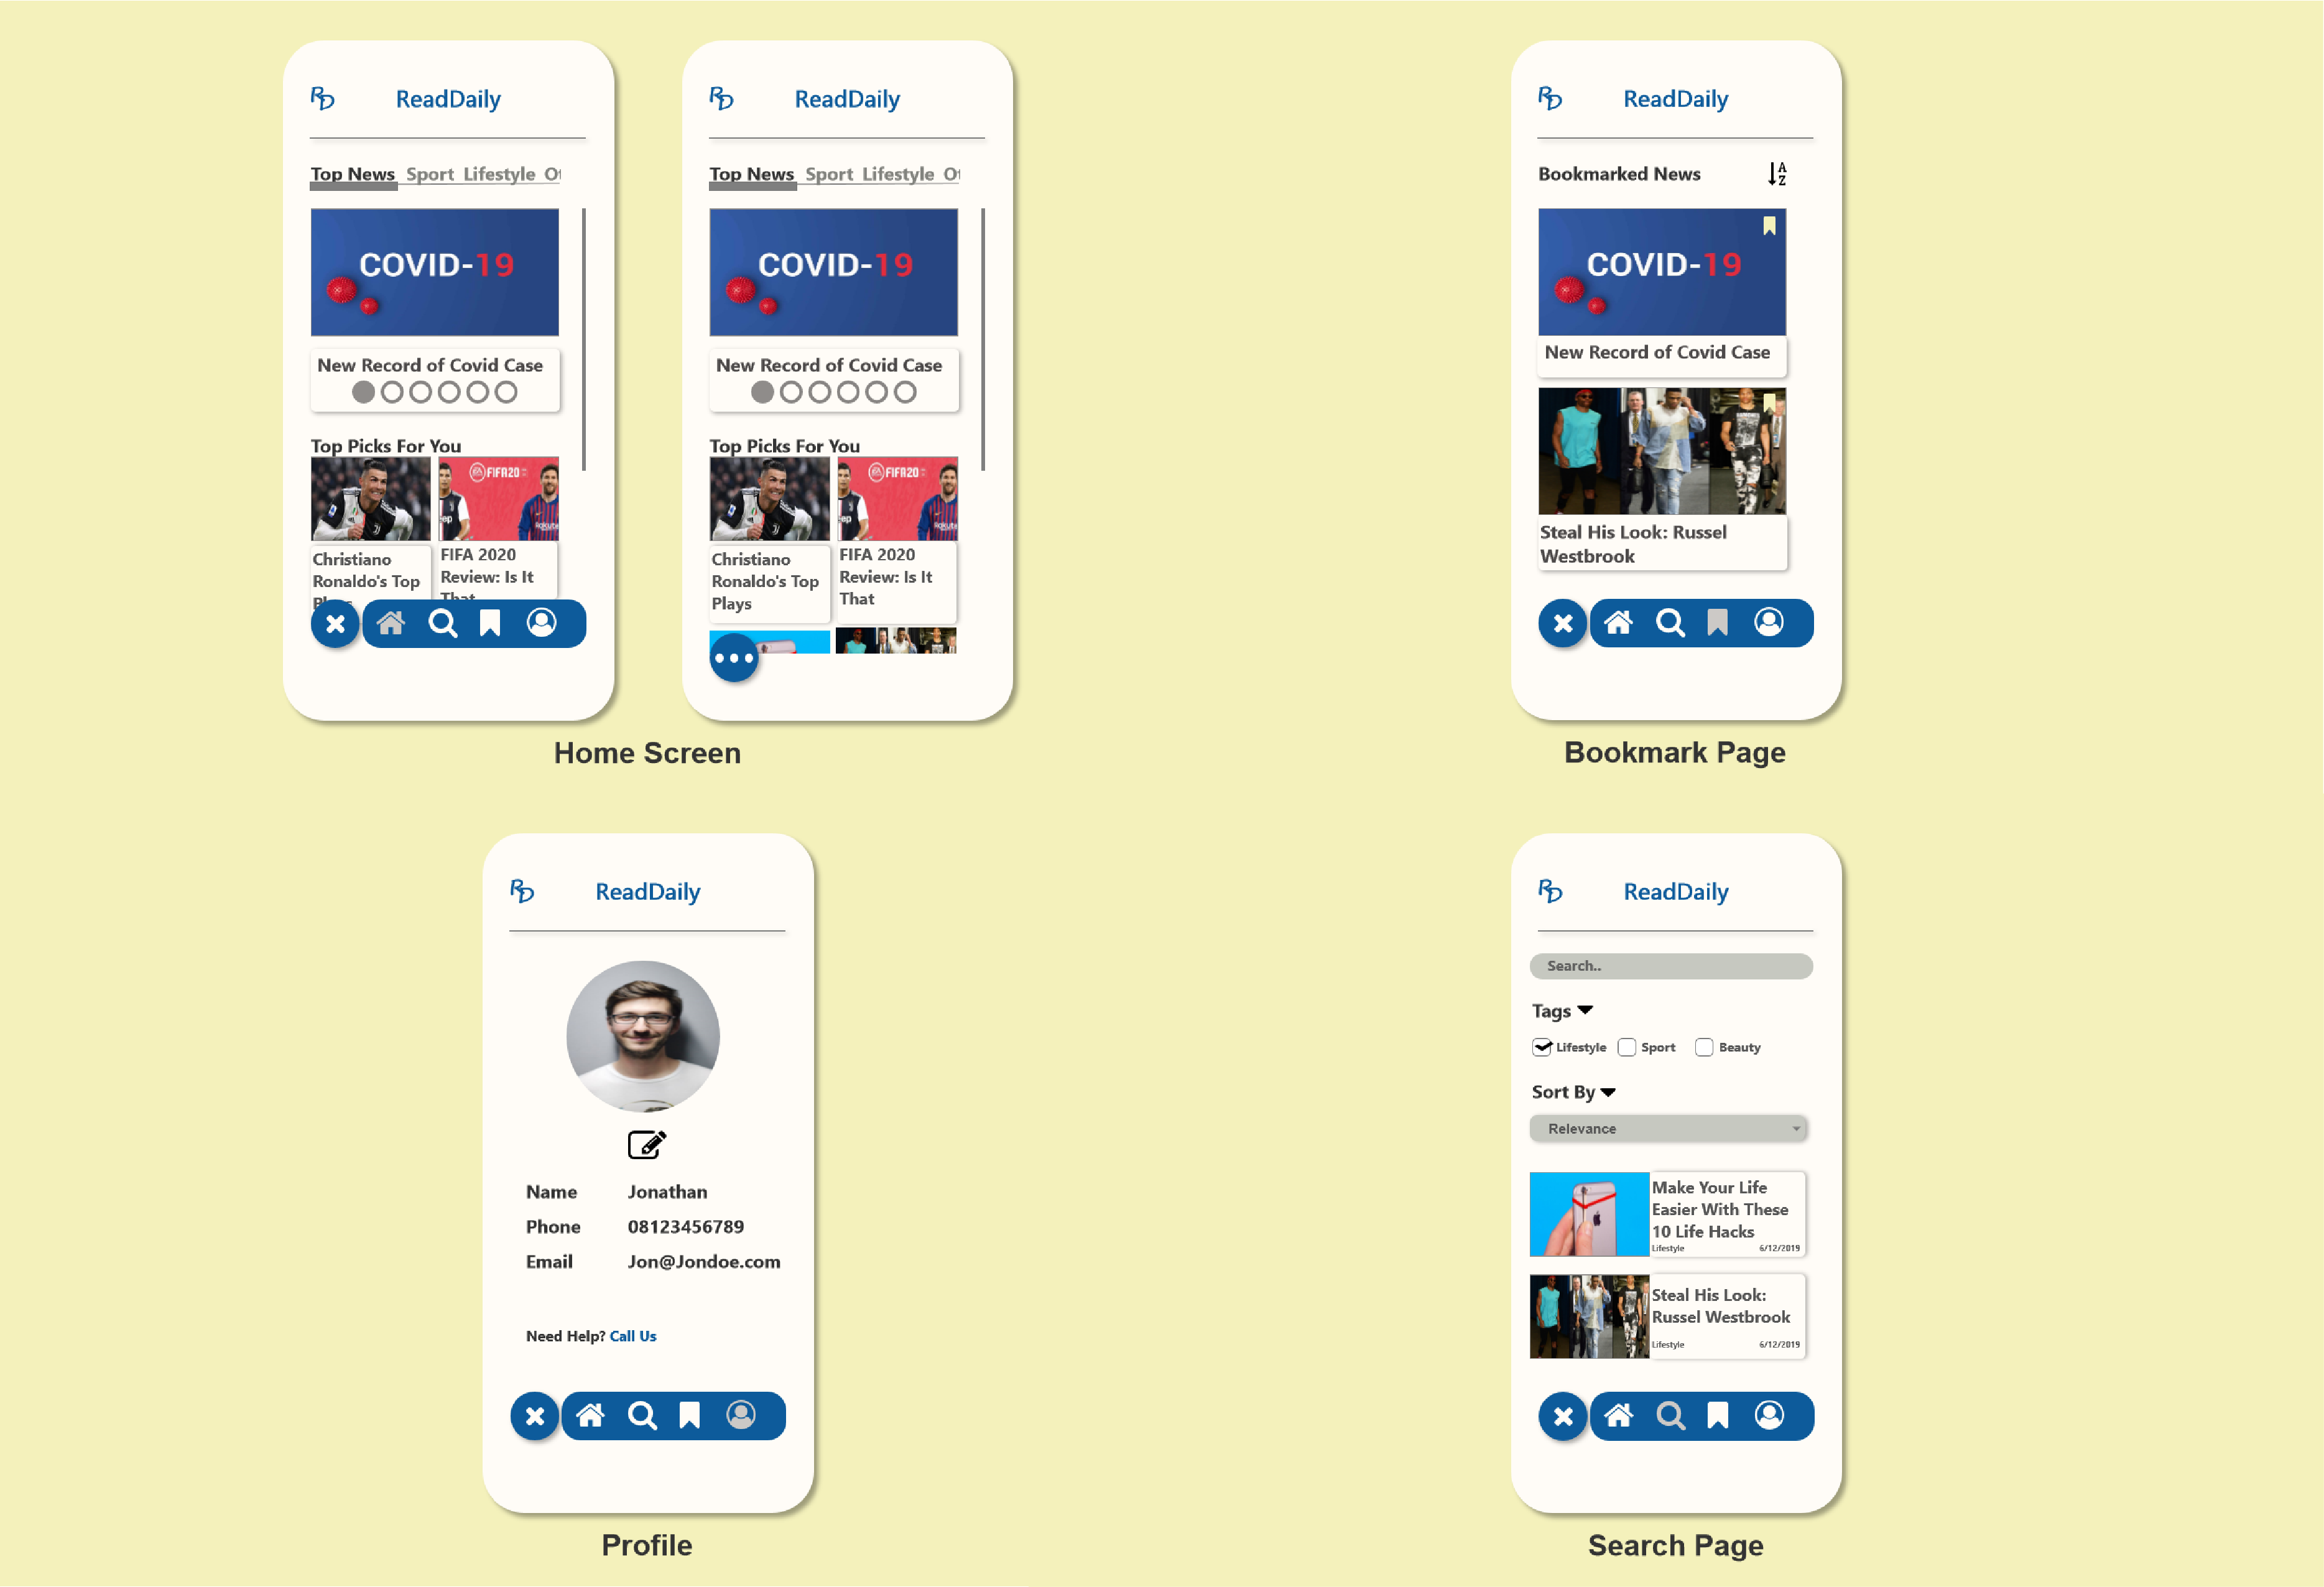 RD ReadDaily
Top News Sport Lifestyle Ot
COVID-19
New Record of Covid Case
Top Picks For You
EA FIFA20
Christiano
Ronaldo's Top
Plays
FIFA 2020
Review: Is It
That
RD ReadDaily
Top News Sport Lifestyle Ot
COVID-19
New Record of Covid Case
Top Picks For You
EA FIFA20
Christiano
Ronaldo's Top
Plays
FIFA 2020
Review: Is It
That
Home Screen
RD ReadDaily
Bookmarked News
A
Z
COVID-19
New Record of Covid Case
Steal His Look: Russel
Westbrook
Bookmark Page
RD ReadDaily
Name Jonathan
Phone 08123456789
Email Jon@Jondoe.com
Need Help? Call Us
Profile
RD ReadDaily
Search..
Tags
Lifestyle Sport Beauty
Sort By
Relevance
Make Your Life
Easier With These
10 Life Hacks
Lifestyle 6/12/2019
Steal His Look:
Russel Westbrook
Lifestyle 6/12/2019
Search Page